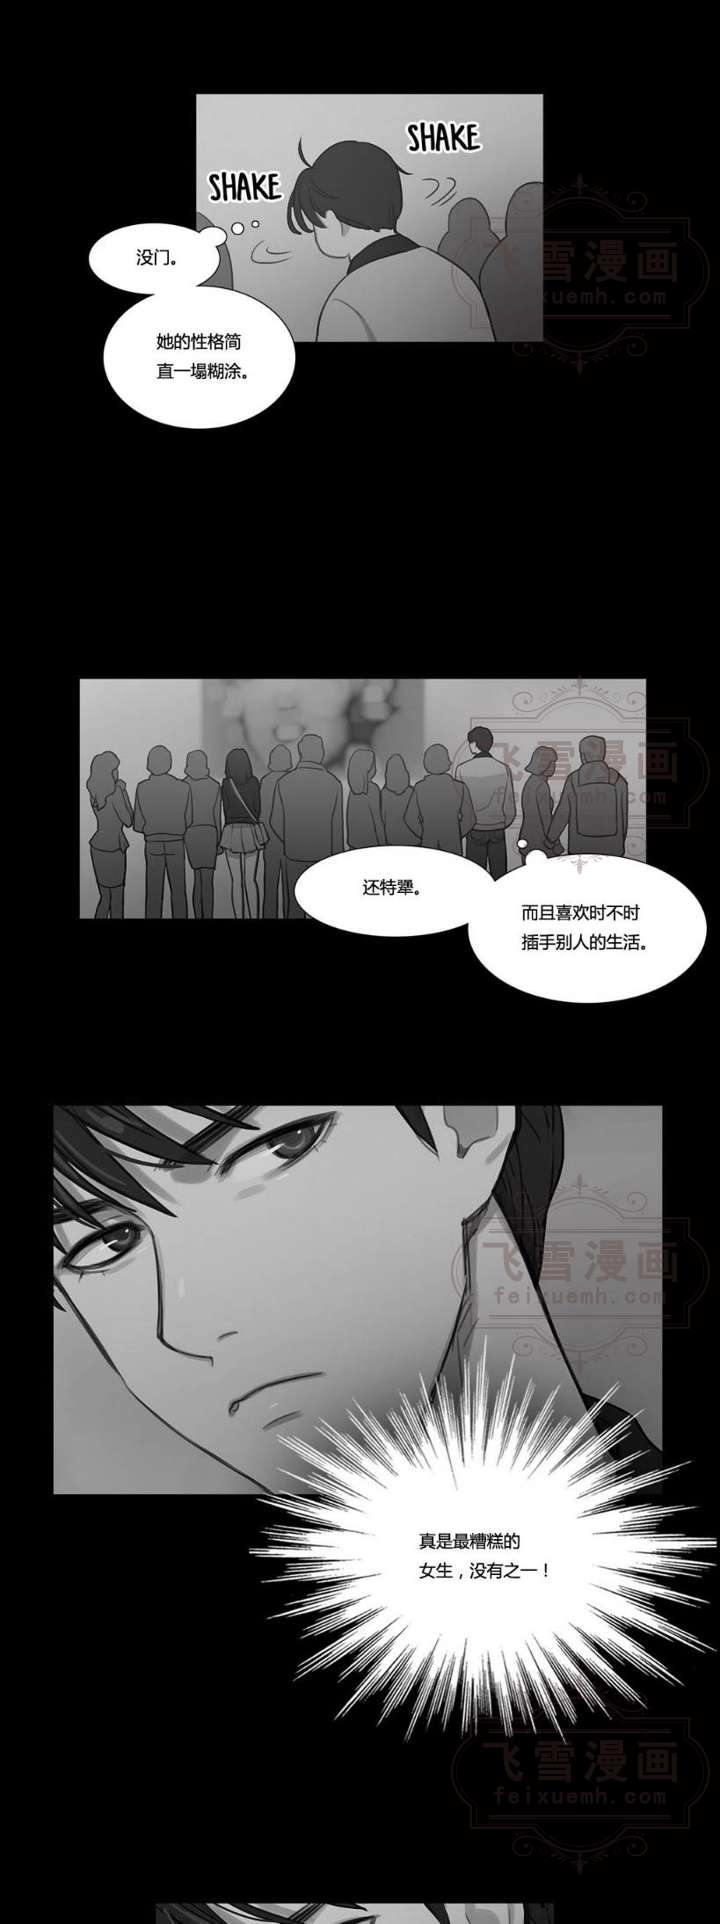 SHAKE
SHAKE
没门。
她的性格简
直一塌糊涂。
飞雪漫画
feixuemh.com
飞雪漫画
feixuemh.com
还特犟。
而且喜欢时不时
插手别人的生活。
飞雪漫画
feixuemh.com
真是最糟糕的
女生，没有之一！
飞雪漫画
feixuemh.com